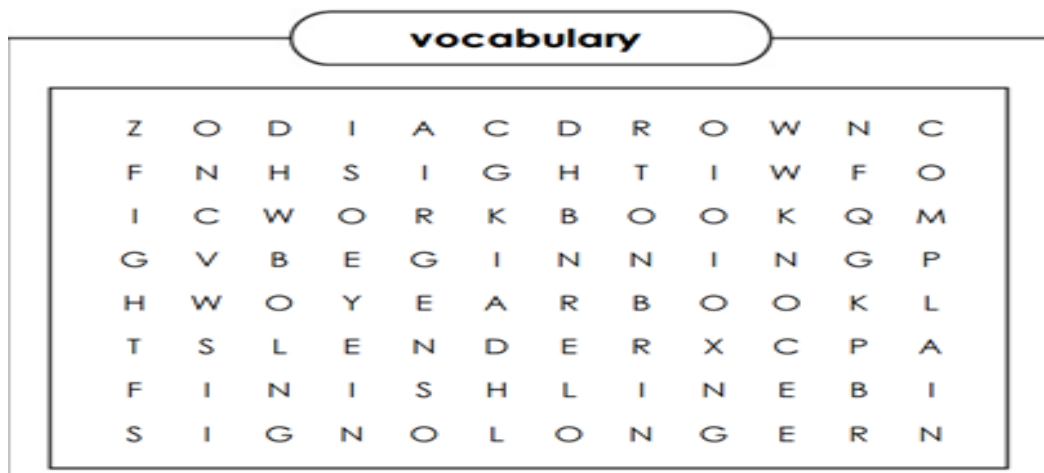 vocabulary
Z O D I A C D R O W N C
F N H S I G H T I W F O
I C W O R K B O O K Q M
G V B E G I N N I N G P
H W O Y E A R B O O K L
T S L E N D E R X C P A
F I N I S H L I N E B I
S I G N O L O N G E R N